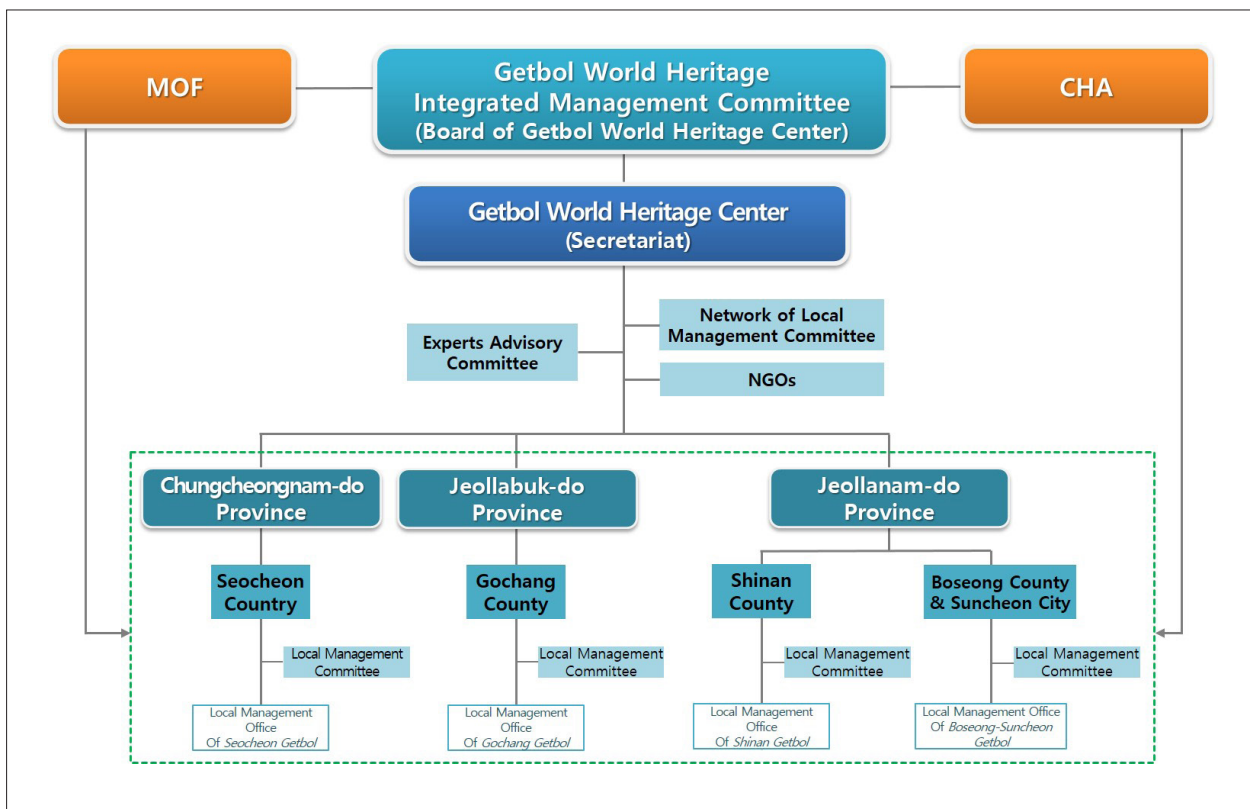 MOF
Getbol World Heritage
Integrated Management Committee
(Board of Getbol World Heritage Center)
CHA
Getbol World Heritage Center
(Secretariat)
Experts Advisory
Committee
Network of Local
Management Committee
NGOs
Chungcheongnam-do
Province
Jeollabuk-do
Province
Jeollanam-do
Province
Seocheon
Country
Gochang
County
Shinan
County
Boseong County
& Suncheon City
Local Management
Committee
Local Management
Committee
Local Management
Committee
Local Management
Committee
Local Management
Office
Of Seocheon Getbol
Local Management
Office
Of Gochang Getbol
Local Management
Office
Of Shinan Getbol
Local Management Office
Of Boseong-Suncheon
Getbol